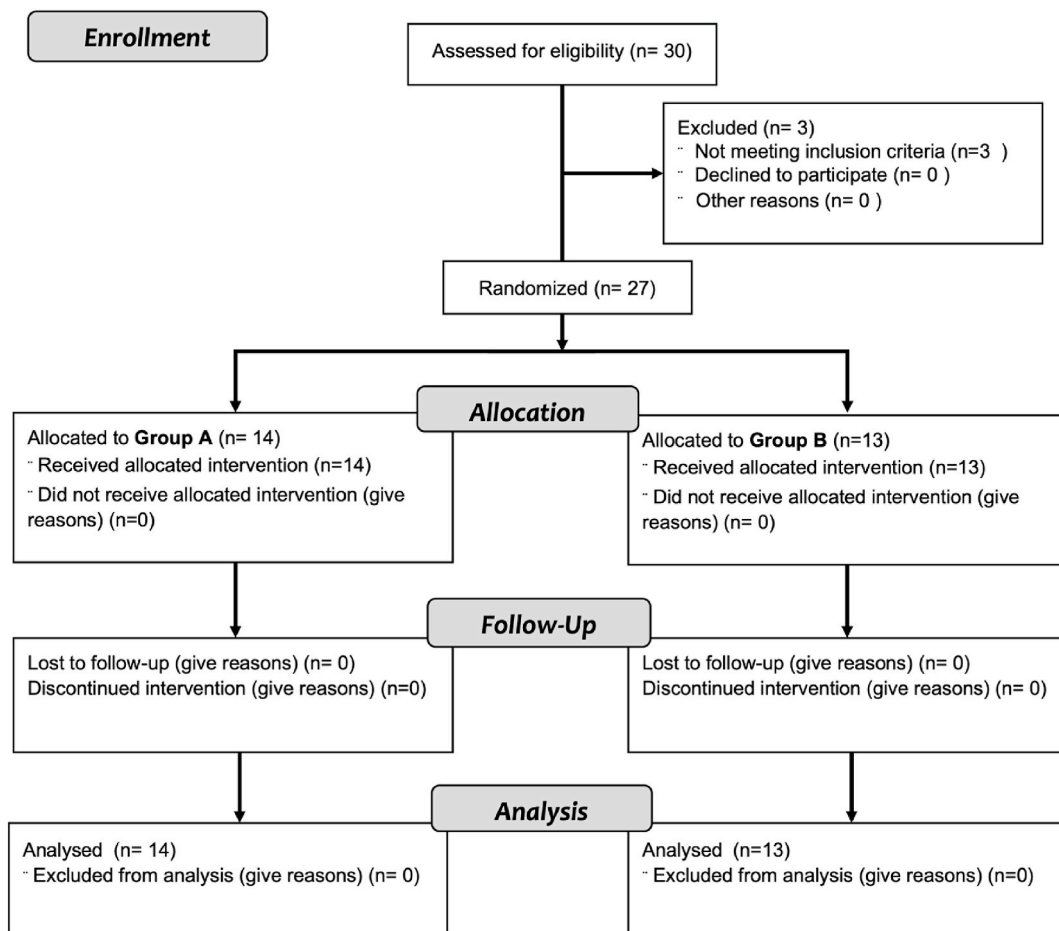 Enrollment
Assessed for eligibility (n= 30)
Excluded (n= 3)
¨ Not meeting inclusion criteria (n=3 )
¨ Declined to participate (n= 0 )
¨ Other reasons (n= 0 )
Randomized (n= 27)
Allocation
Allocated to Group A (n= 14)
¨ Received allocated intervention (n=14)
¨ Did not receive allocated intervention (give
reasons) (n=0)
Allocated to Group B (n=13)
¨ Received allocated intervention (n=13)
¨ Did not receive allocated intervention (give
reasons) (n= 0)
Follow-Up
Lost to follow-up (give reasons) (n= 0)
Discontinued intervention (give reasons) (n=0)
Lost to follow-up (give reasons) (n= 0)
Discontinued intervention (give reasons) (n= 0)
Analysis
Analysed (n= 14)
¨ Excluded from analysis (give reasons) (n= 0)
Analysed (n=13)
¨ Excluded from analysis (give reasons) (n=0)